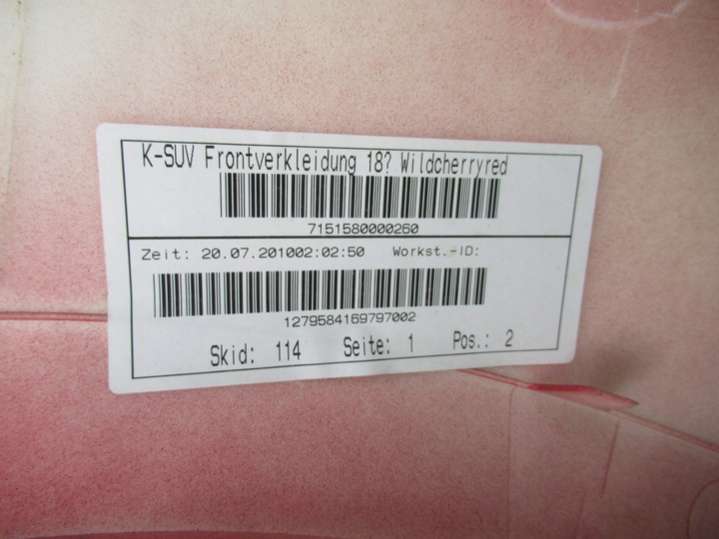 K-SUV Frontverkleidung 18? Wildcherryred
7151580000260
Zeit: 20.07.201002:02:50 Workst.-ID:
1279584169797002
Skid: 114 Seite: 1 Pos.: 2